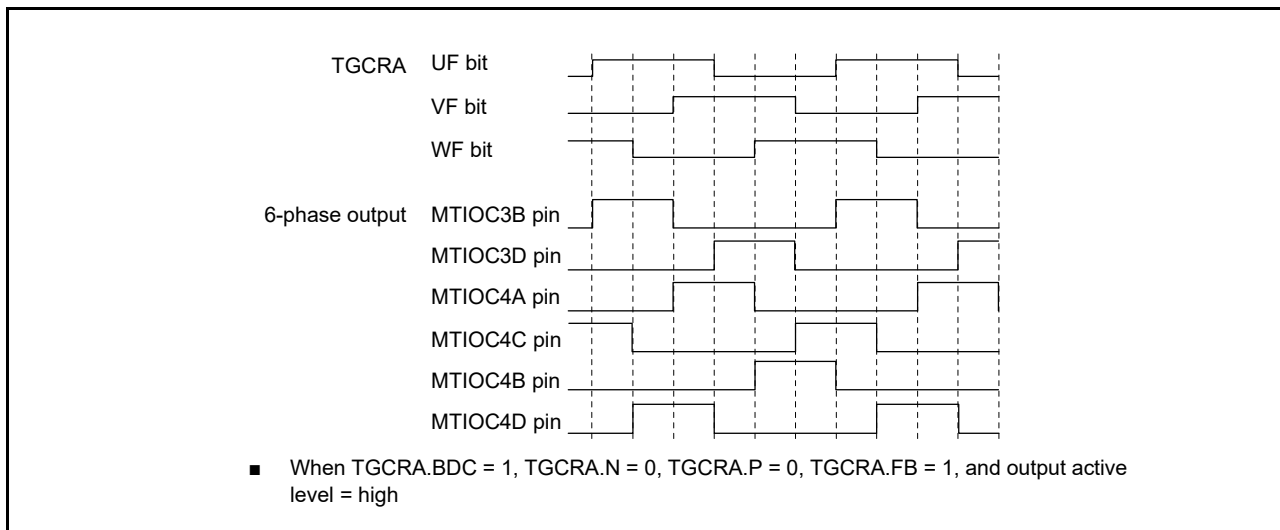 TGCRA UF bit
VF bit
WF bit
6-phase output MTIOC3B pin
MTIOC3D pin
MTIOC4A pin
MTIOC4C pin
MTIOC4B pin
MTIOC4D pin
■ When TGCRA.BDC = 1, TGCRA.N = 0, TGCRA.P = 0, TGCRA.FB = 1, and output active
level = high